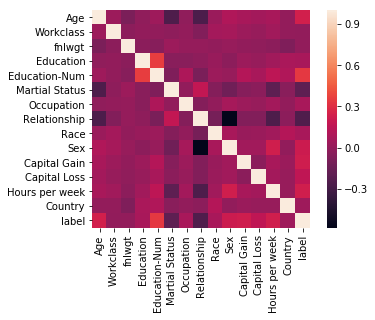 Age
Workclass
fnlwgt
Education
Education-Num
Martial Status
Occupation
Relationship
Race
Sex
Capital Gain
Capital Loss
Hours per week
Country
label
Age
Workclass
fnlwgt
Education
Education-Num
Martial Status
Occupation
Relationship
Race
Sex
Capital Gain
Capital Loss
Hours per week
Country
label
0.9
0.6
0.3
0.0
−0.3